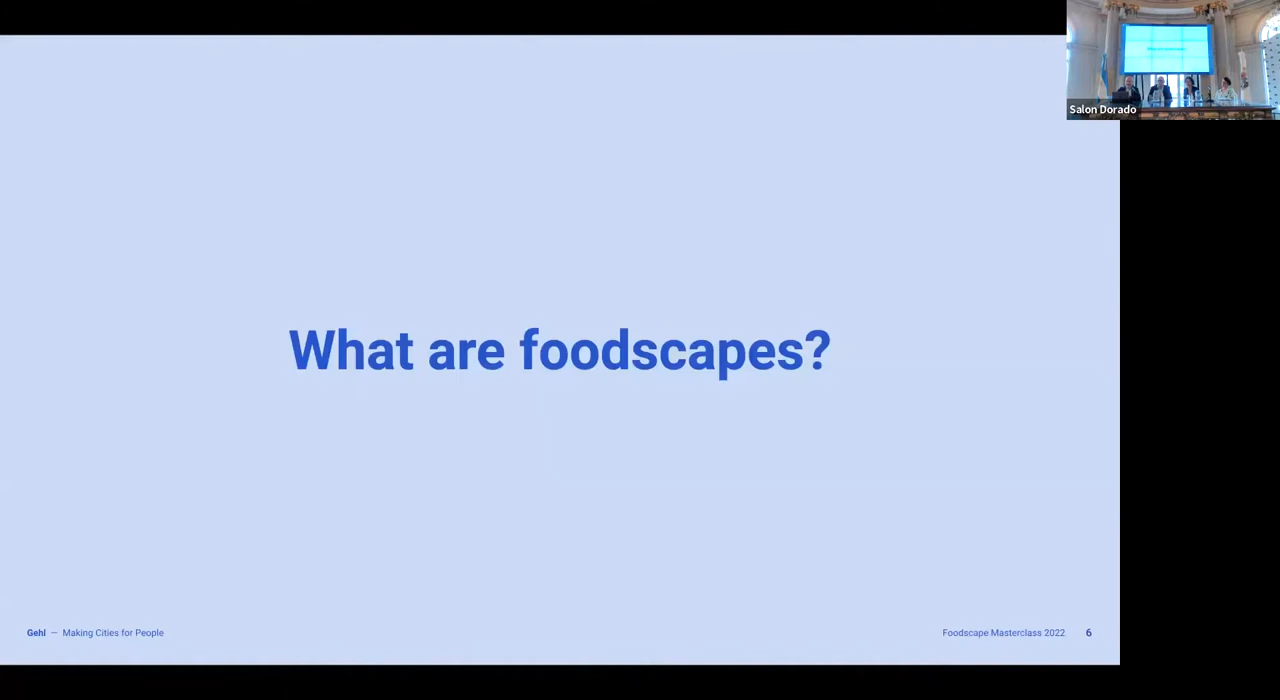 Salon Dorado
What are foodscapes?
Gehl — Making Cities for People
Foodscape Masterclass 2022 6